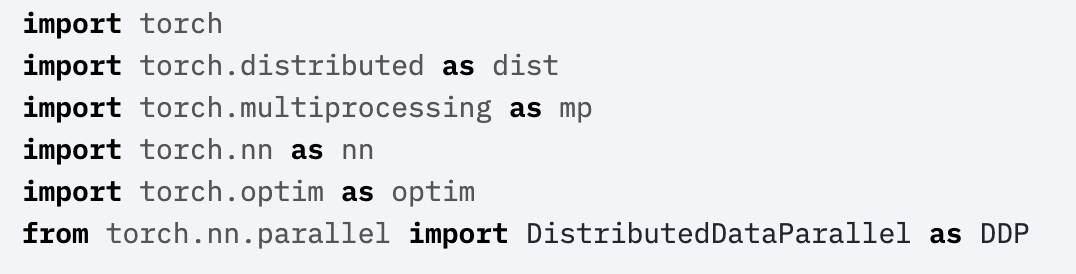 import torch
import torch.distributed as dist
import torch.multiprocessing as mp
import torch.nn as nn
import torch.optim as optim
from torch.nn.parallel import DistributedDataParallel as DDP